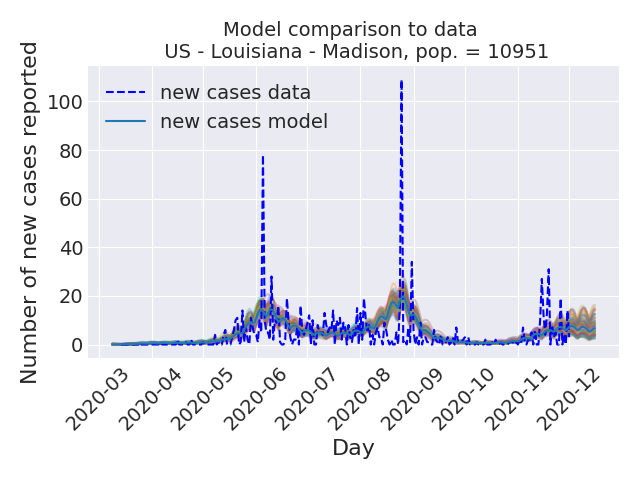 Model comparison to data
US - Louisiana - Madison, pop. = 10951
Number of new cases reported
100
80
60
40
20
0
new cases data
new cases model
2020-03
2020-04
2020-05
2020-06
2020-07
2020-08
2020-09
2020-10
2020-11
2020-12
Day